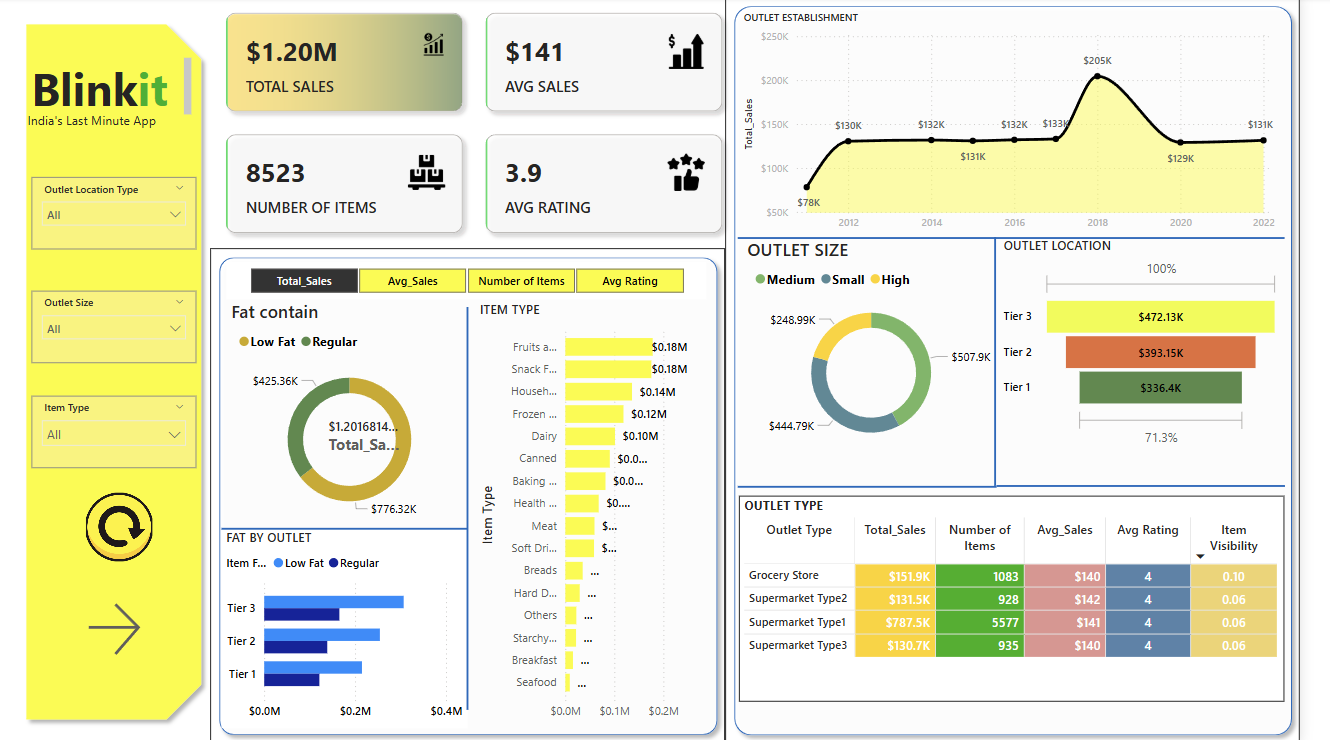 Blinkit
India's Last Minute App
Outlet Location Type
All
Outlet Size
All
Item Type
All
$1.20M
TOTAL SALES
$141
AVG SALES
8523
NUMBER OF ITEMS
3.9
AVG RATING
Total_Sales
Avg_Sales
Number of Items
Avg Rating
Fat contain
Low Fat Regular
$425.36K
$1.2016814...
Total_Sa...
$776.32K
FAT BY OUTLET
Item F... Low Fat Regular
Tier 3
Tier 2
Tier 1
$0.0M $0.2M $0.4M
ITEM TYPE
Item Type
Fruits a... $0.18M
Snack F... $0.18M
Househ... $0.14M
Frozen ... $0.12M
Dairy $0.10M
Canned $0.0...
Baking ... $0.0...
Health ... $0....
Meat $...
Soft Dri... $...
Breads ...
Hard D... ...
Others ...
Starchy... ...
Breakfast ...
Seafood ...
$0.0M $0.1M $0.2M
OUTLET ESTABLISHMENT
Total_Sales
$250K
$200K
$150K
$100K
$50K
$78K
$130K
$132K
$131K
$132K
$133K
$205K
$129K
$131K
2012 2014 2016 2018 2020 2022
OUTLET SIZE
Medium Small High
$248.99K
$507.9K
$444.79K
OUTLET LOCATION
100%
Tier 3 $472.13K
Tier 2 $393.15K
Tier 1 $336.4K
71.3%
OUTLET TYPE
Outlet Type Total_Sales Number of Items Avg_Sales Avg Rating Item Visibility
Grocery Store $151.9K 1083 $140 4 0.10
Supermarket Type2 $131.5K 928 $142 4 0.06
Supermarket Type1 $787.5K 5577 $141 4 0.06
Supermarket Type3 $130.7K 935 $140 4 0.06